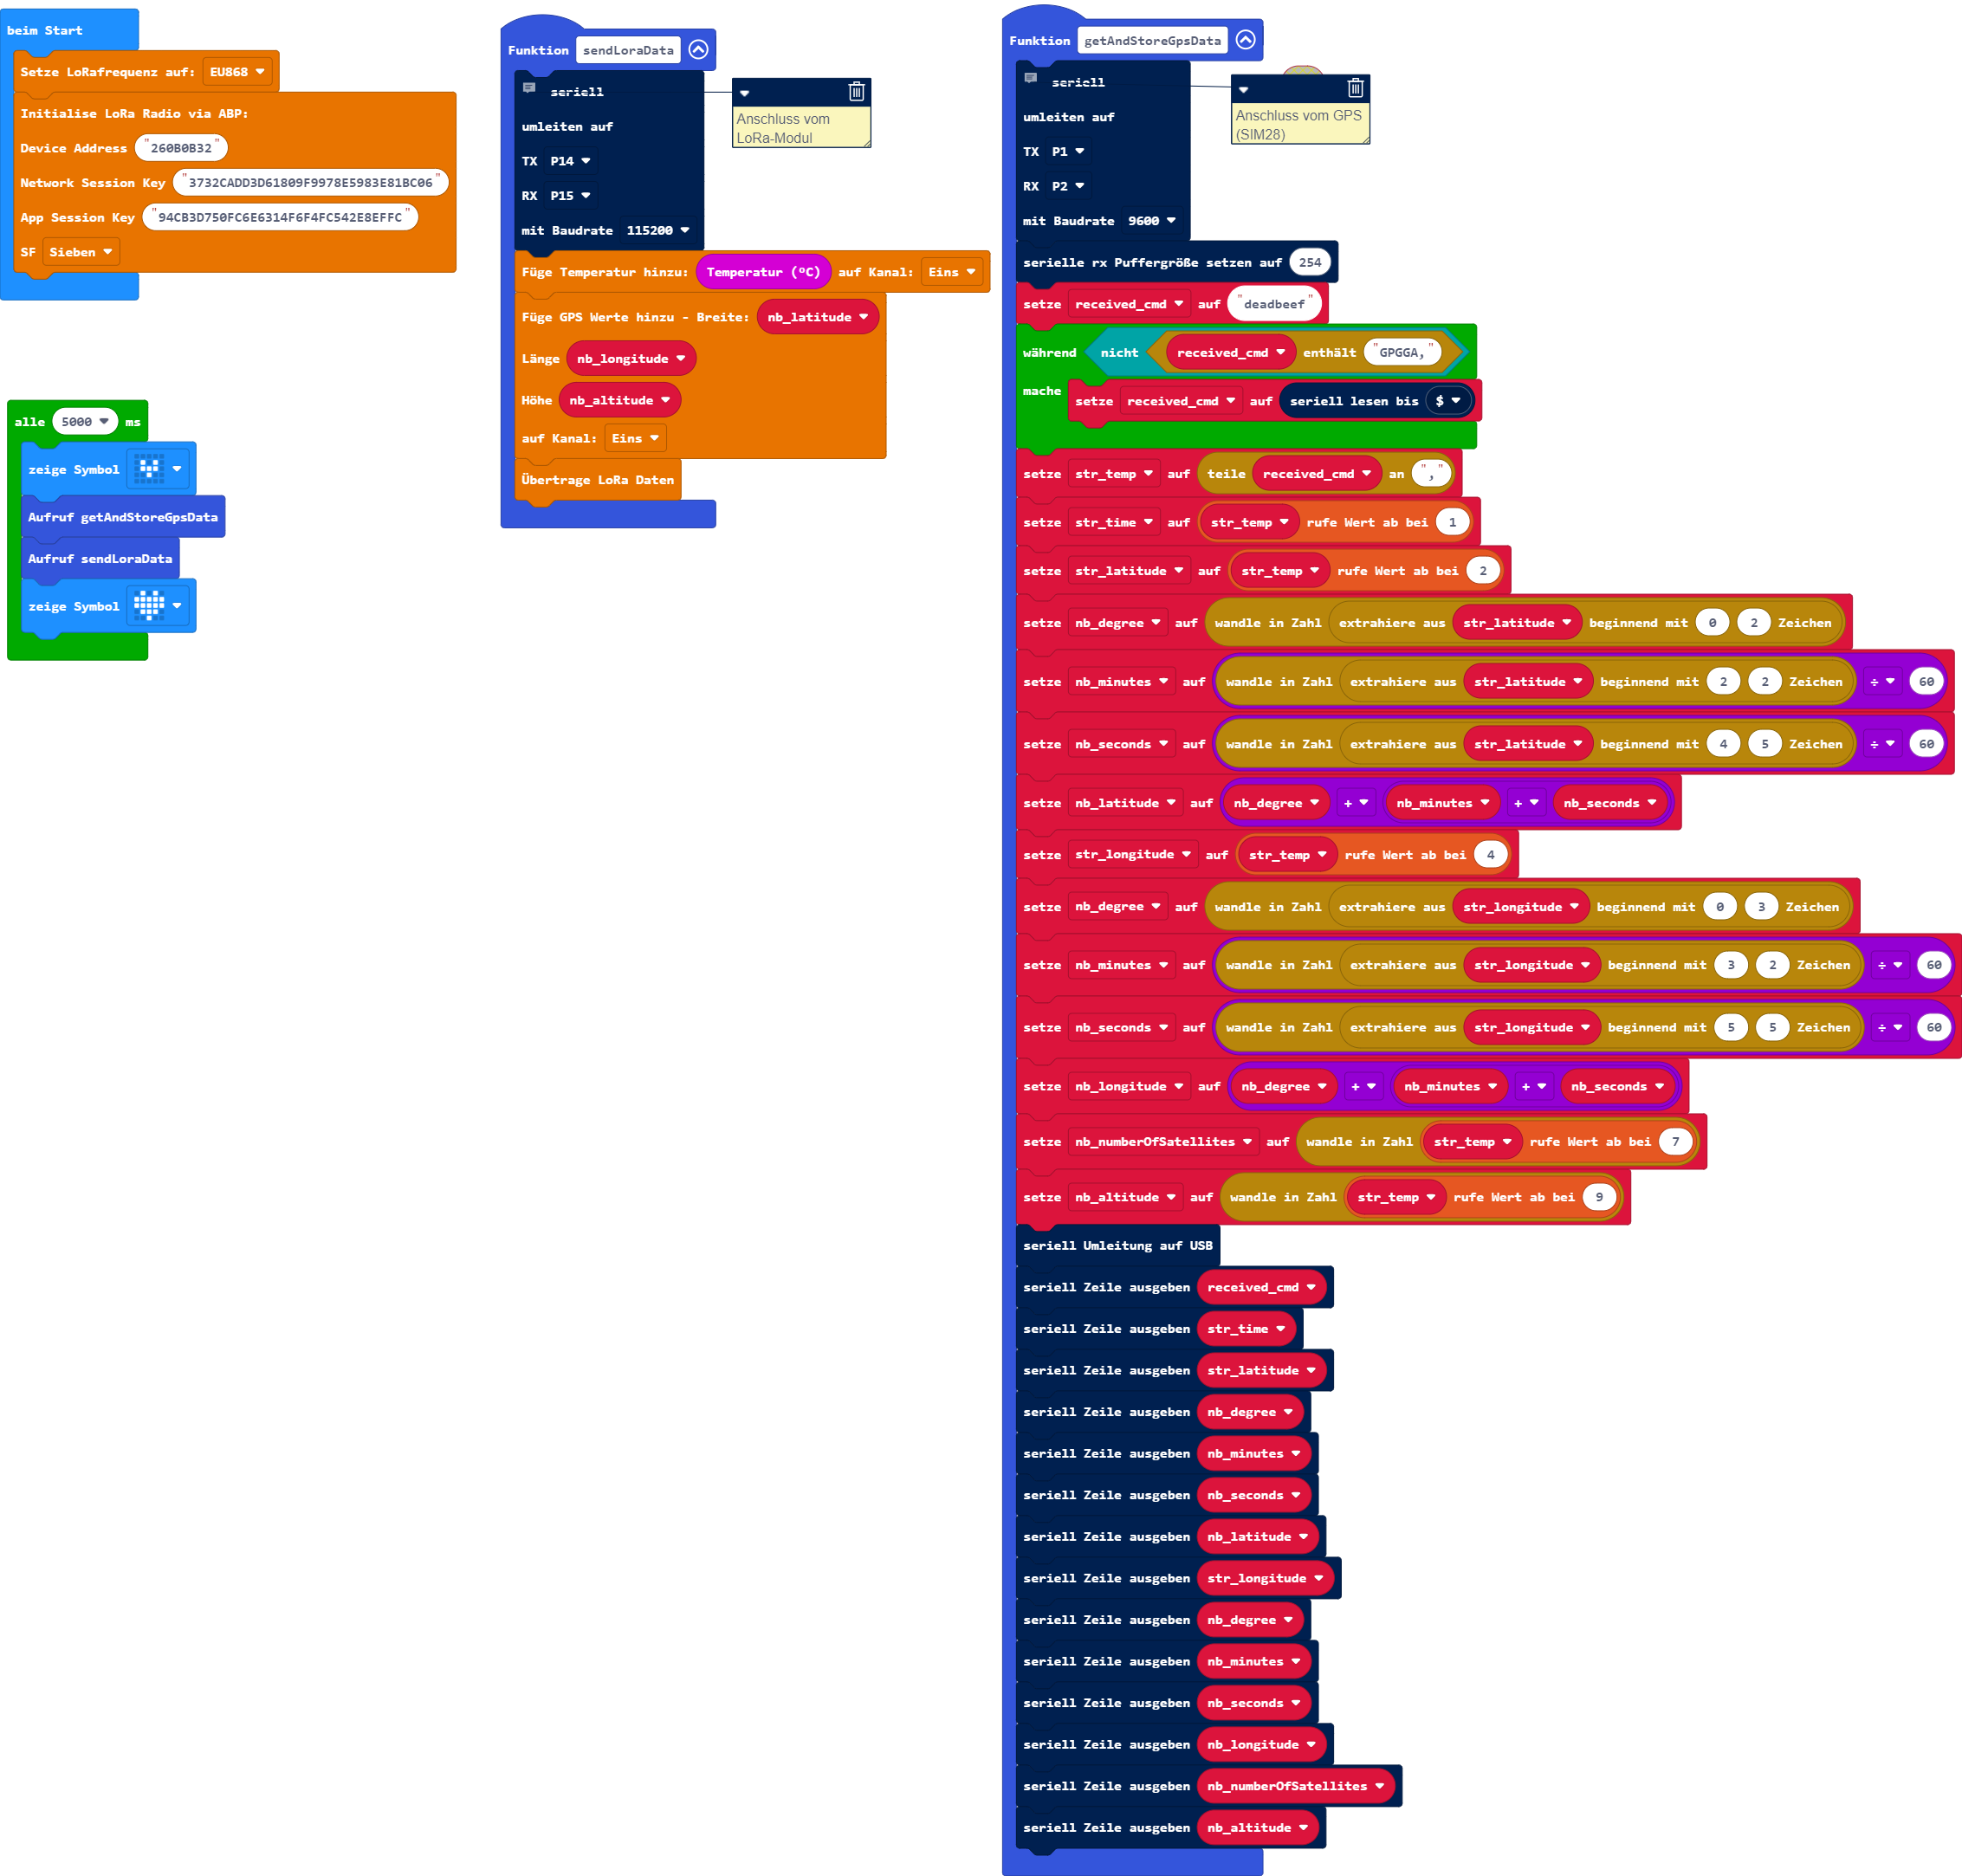 beim Start
Setze LoRafrequenz auf: EU868
Initialise LoRa Radio via ABP:
Device Address "260B0B32"
Network Session Key "3732CADD3D61809F9978E5983E81BC06"
App Session Key "94CB3D750FC6E6314F6F4FC542E8EFFC"
SF Sieben
alle 5000 ms
zeige Symbol
Aufruf getAndStoreGpsData
Aufruf sendLoraData
zeige Symbol
Funktion sendLoraData
seriell
umleiten auf
TX P14
RX P15
mit Baudrate 115200
Anschluss vom
LoRa-Modul
Füge Temperatur hinzu: Temperatur (°C) auf Kanal: Eins
Füge GPS Werte hinzu - Breite: nb_latitude
Länge nb_longitude
Höhe nb_altitude
auf Kanal: Eins
Übertrage LoRa Daten
Funktion getAndStoreGpsData
seriell
umleiten auf
TX P1
RX P2
mit Baudrate 9600
Anschluss vom GPS
(SIM28)
serielle rx Puffergröße setzen auf 254
setze received_cmd auf "deadbeef"
während nicht received_cmd enthält "GPGGA,"
mache setze received_cmd auf seriell lesen bis $
setze str_temp auf teile received_cmd an ","
setze str_time auf str_temp rufe Wert ab bei 1
setze str_latitude auf str_temp rufe Wert ab bei 2
setze nb_degree auf wandle in Zahl extrahiere aus str_latitude beginnend mit 0 2 Zeichen
setze nb_minutes auf wandle in Zahl extrahiere aus str_latitude beginnend mit 2 2 Zeichen ÷ 60
setze nb_seconds auf wandle in Zahl extrahiere aus str_latitude beginnend mit 4 5 Zeichen ÷ 60
setze nb_latitude auf nb_degree + nb_minutes + nb_seconds
setze str_longitude auf str_temp rufe Wert ab bei 4
setze nb_degree auf wandle in Zahl extrahiere aus str_longitude beginnend mit 0 3 Zeichen
setze nb_minutes auf wandle in Zahl extrahiere aus str_longitude beginnend mit 3 2 Zeichen ÷ 60
setze nb_seconds auf wandle in Zahl extrahiere aus str_longitude beginnend mit 5 5 Zeichen ÷ 60
setze nb_longitude auf nb_degree + nb_minutes + nb_seconds
setze nb_numberOfSatellites auf wandle in Zahl str_temp rufe Wert ab bei 7
setze nb_altitude auf wandle in Zahl str_temp rufe Wert ab bei 9
seriell Umleitung auf USB
seriell Zeile ausgeben received_cmd
seriell Zeile ausgeben str_time
seriell Zeile ausgeben str_latitude
seriell Zeile ausgeben nb_degree
seriell Zeile ausgeben nb_minutes
seriell Zeile ausgeben nb_seconds
seriell Zeile ausgeben nb_latitude
seriell Zeile ausgeben str_longitude
seriell Zeile ausgeben nb_degree
seriell Zeile ausgeben nb_minutes
seriell Zeile ausgeben nb_seconds
seriell Zeile ausgeben nb_longitude
seriell Zeile ausgeben nb_numberOfSatellites
seriell Zeile ausgeben nb_altitude